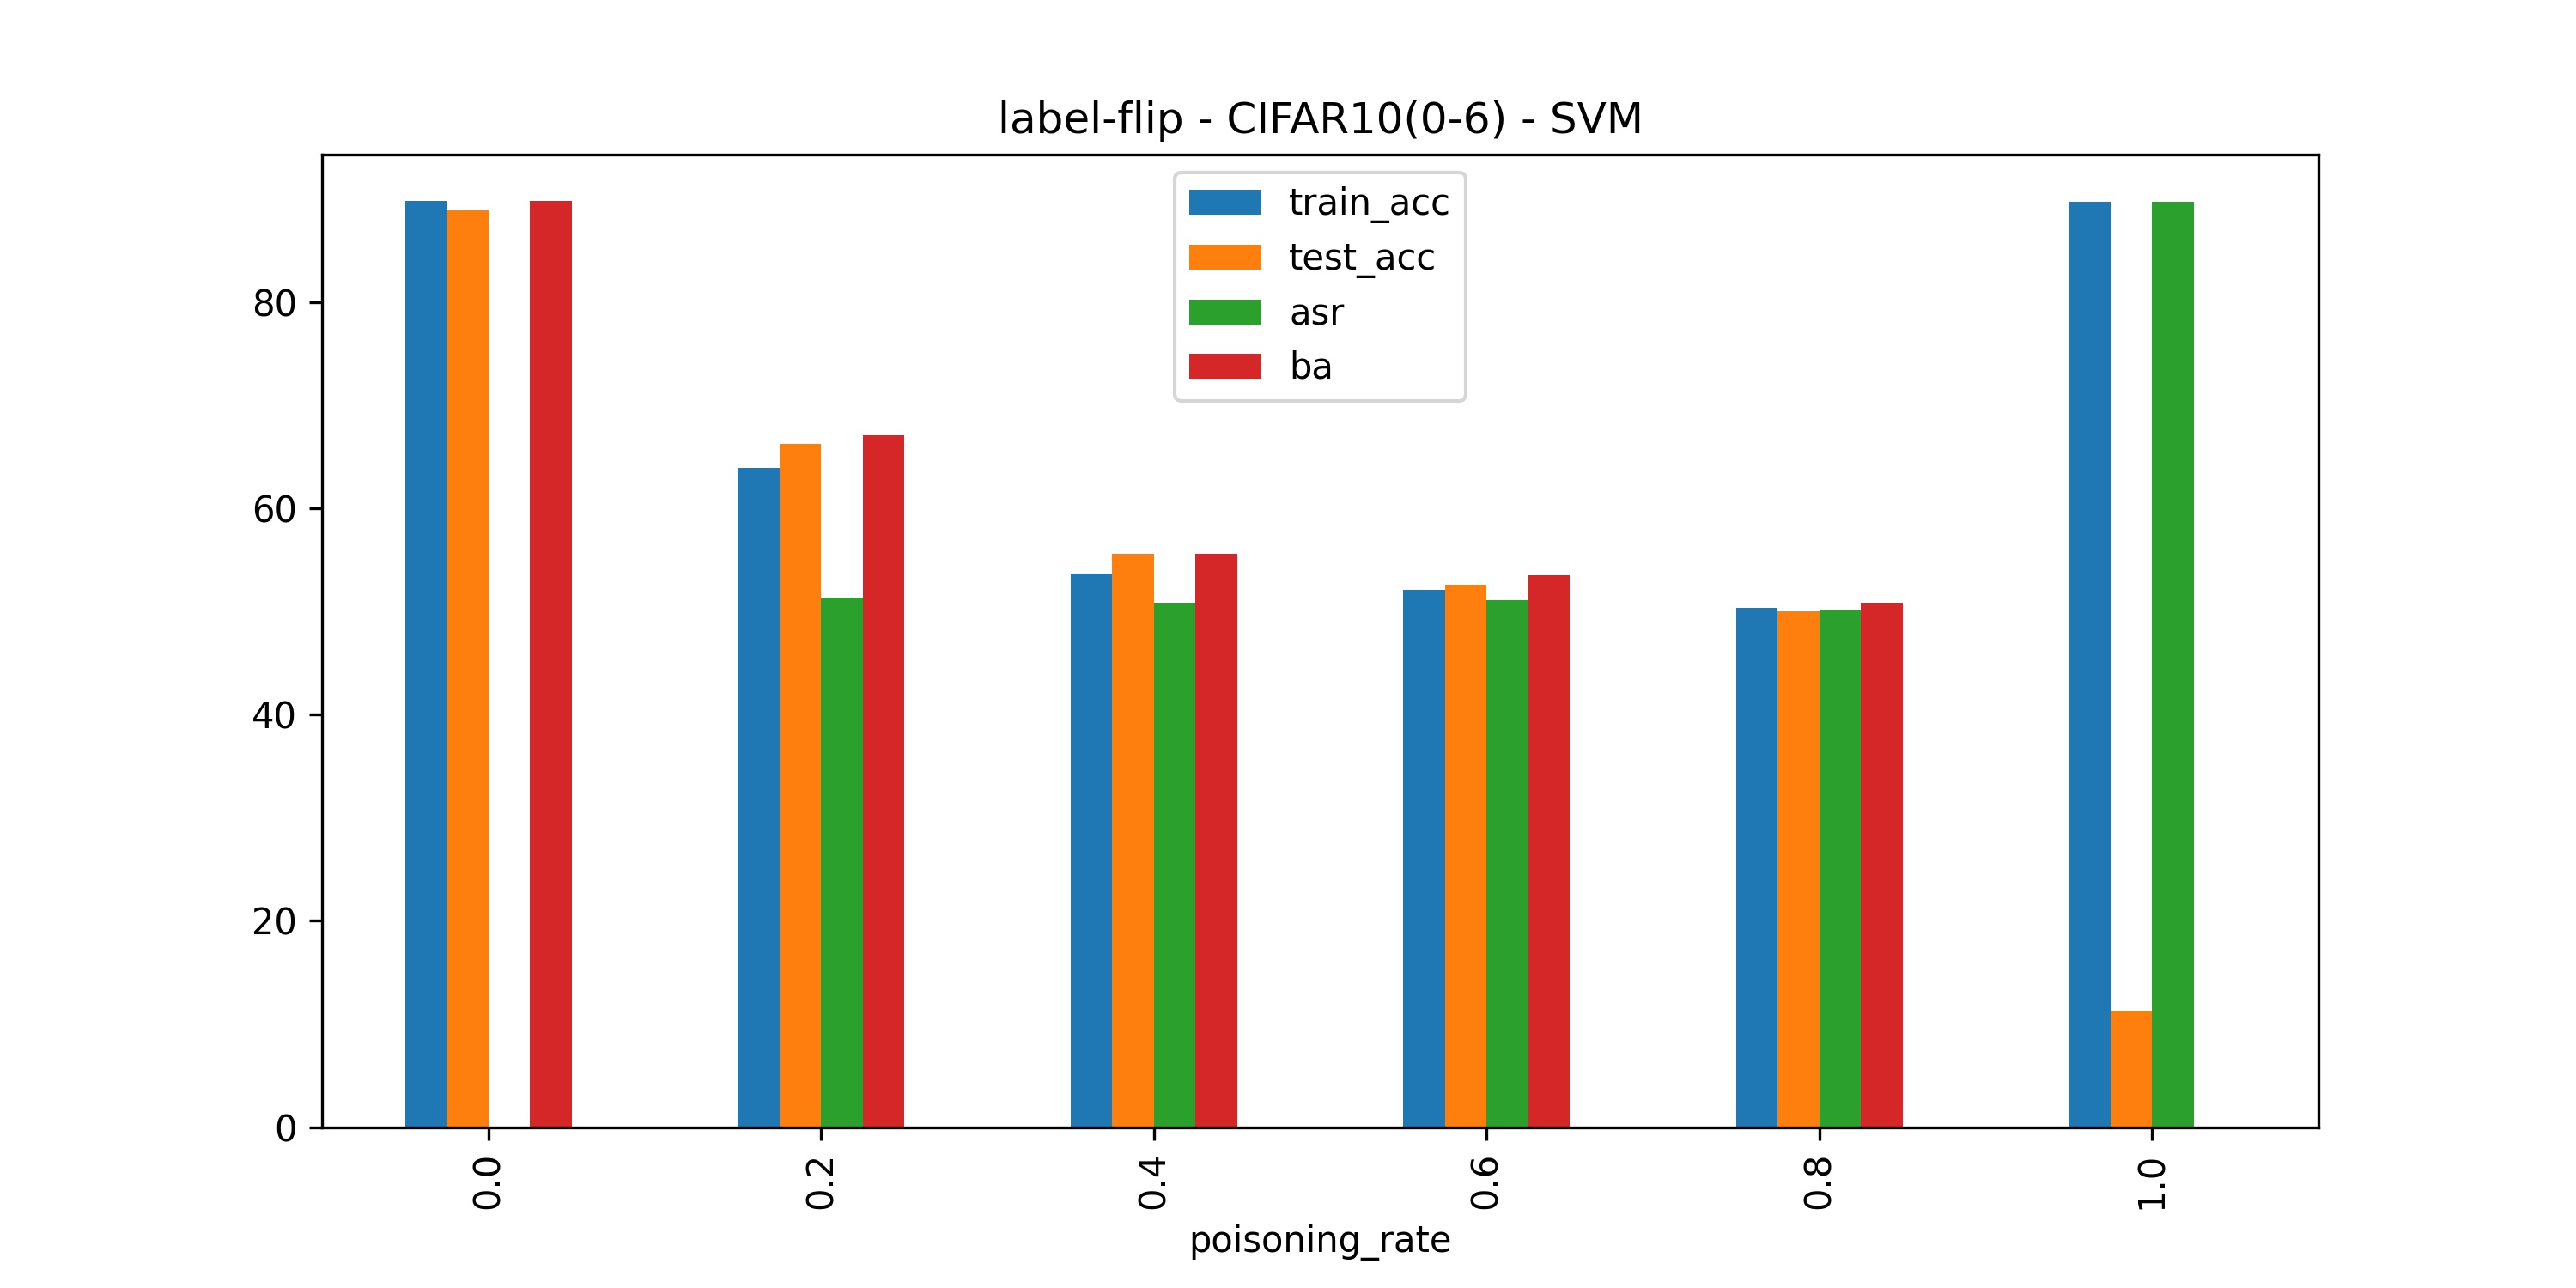 label-flip - CIFAR10(0-6) - SVM
train_acc
test_acc
asr
ba
80
60
40
20
0
0.0
0.2
0.4
0.6
0.8
1.0
poisoning_rate